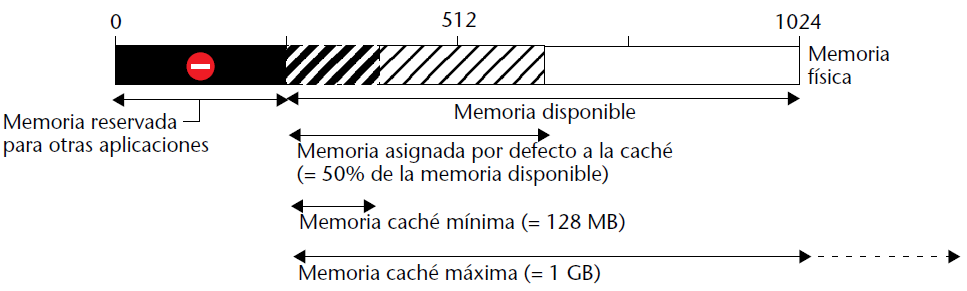 0
512
1024
Memoria
física
Memoria disponible
Memoria reservada
para otras aplicaciones
Memoria asignada por defecto a la caché
(= 50% de la memoria disponible)
Memoria caché mínima (= 128 MB)
Memoria caché máxima (= 1 GB)